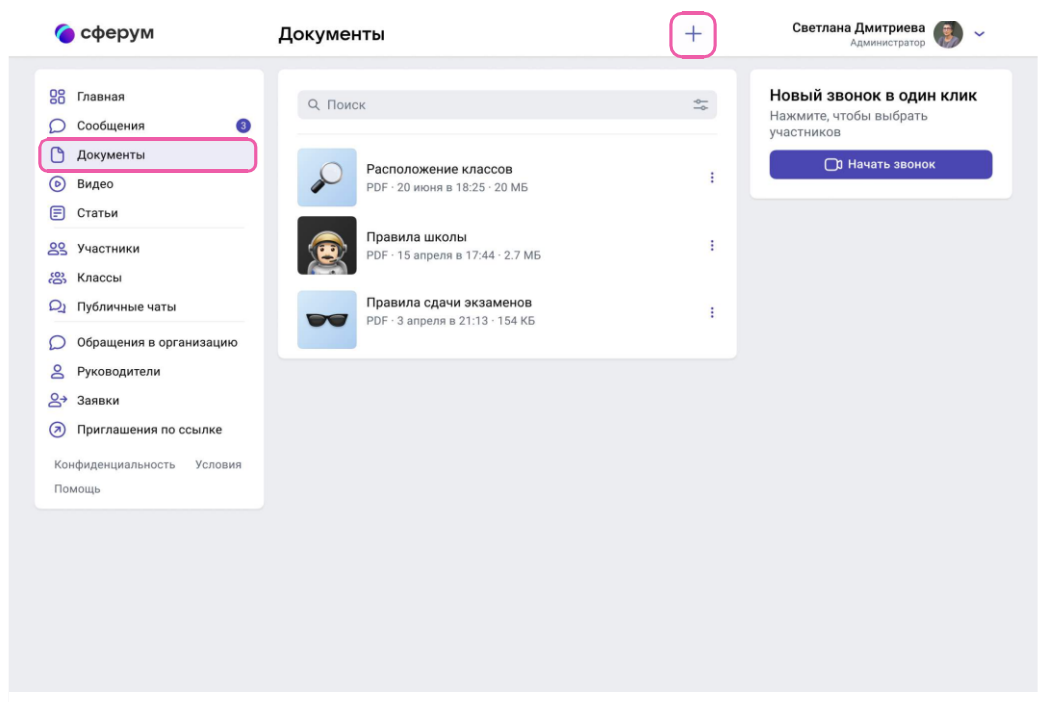 сферум
Документы
Светлана Дмитриева
Администратор
Главная
Сообщения 3
Документы
Видео
Статьи
Участники
Классы
Публичные чаты
Обращения в организацию
Руководители
Заявки
Приглашения по ссылке
Конфиденциальность Условия
Помощь
Поиск
Расположение классов
PDF · 20 июня в 18:25 · 20 МБ
Правила школы
PDF · 15 апреля в 17:44 · 2.7 МБ
Правила сдачи экзаменов
PDF · 3 апреля в 21:13 · 154 КБ
Новый звонок в один клик
Нажмите, чтобы выбрать
участников
Начать звонок